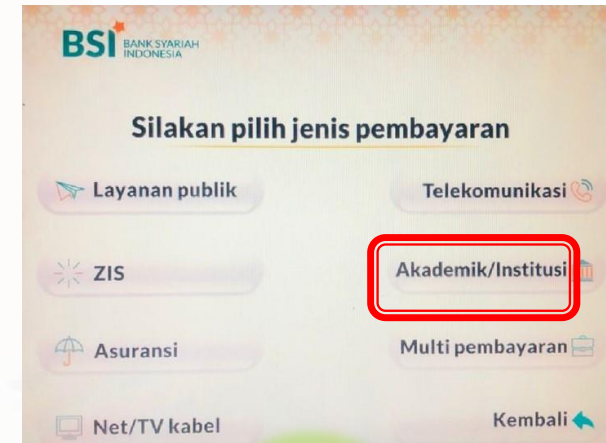 BSI BANK SYARIAH
INDONESIA
Silakan pilih jenis pembayaran
Layanan publik
Telekomunikasi
ZIS
Akademik/Institusi
Asuransi
Multi pembayaran
Net/TV kabel
Kembali